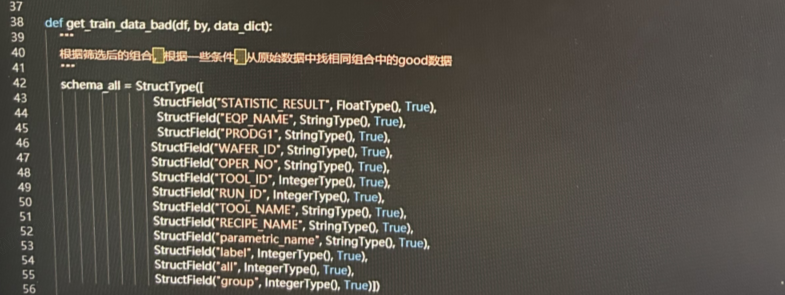 37
38 def get_train_data_bad(df, by, data_dict):
39 """
40 根据筛选后的组合，根据一些条件，从原始数据中找相同组合中的good数据
41 """
42 schema_all = StructType([
43 StructField("STATISTIC_RESULT", FloatType(), True),
44 StructField("EQP_NAME", StringType(), True),
45 StructField("PRODG1", StringType(), True),
46 StructField("WAFER_ID", StringType(), True),
47 StructField("OPER_NO", StringType(), True),
48 StructField("TOOL_ID", IntegerType(), True),
49 StructField("RUN_ID", IntegerType(), True),
50 StructField("TOOL_NAME", StringType(), True),
51 StructField("RECIPE_NAME", StringType(), True),
52 StructField("parametric_name", StringType(), True),
53 StructField("label", IntegerType(), True),
54 StructField("all", IntegerType(), True),
55 StructField("group", IntegerType(), True)])
56